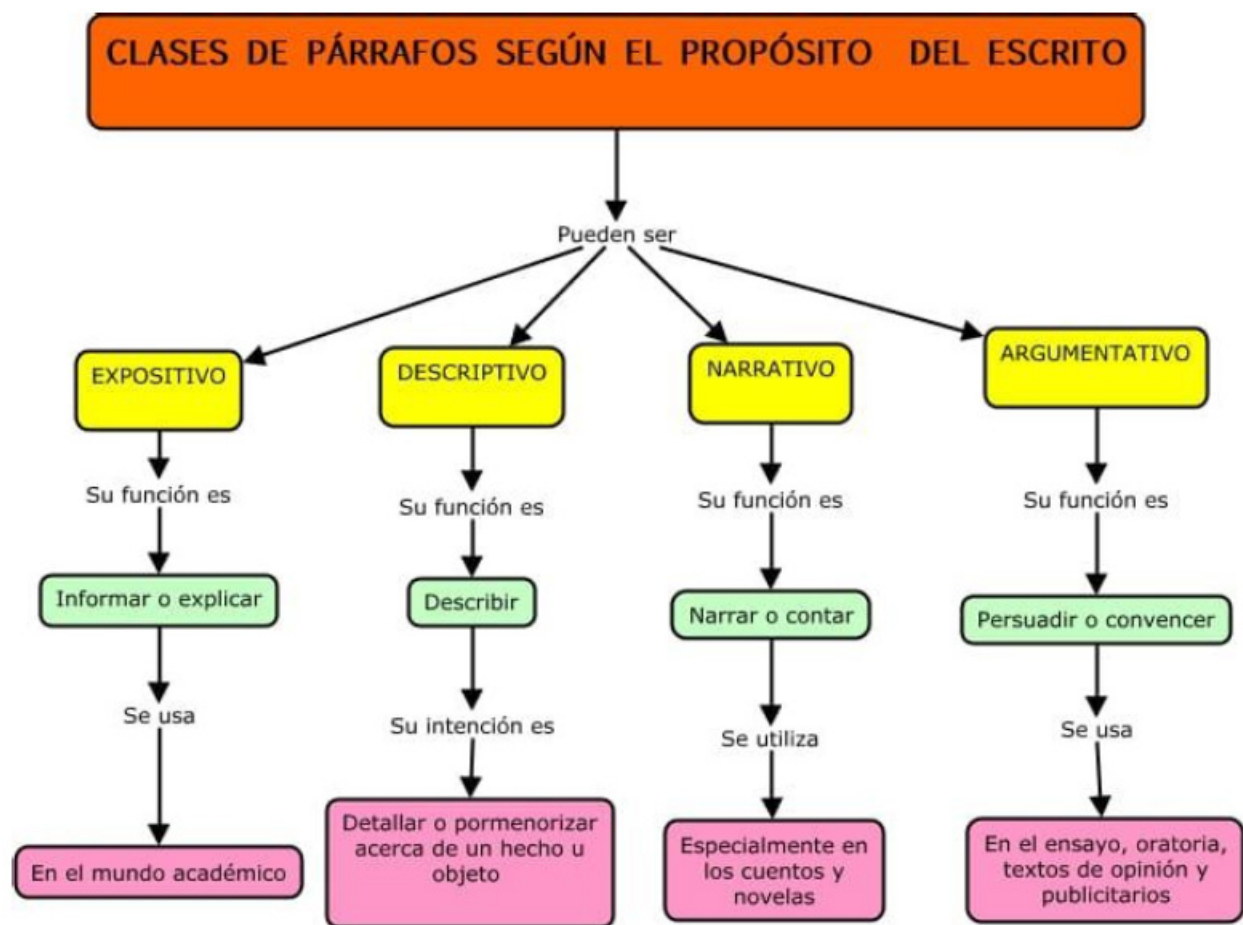 CLASES DE PÁRRAFOS SEGÚN EL PROPÓSITO DEL ESCRITO
Pueden ser
EXPOSITIVO
DESCRIPTIVO
NARRATIVO
ARGUMENTATIVO
Su función es
Su función es
Su función es
Su función es
Informar o explicar
Describir
Narrar o contar
Persuadir o convencer
Se usa
Su intención es
Se utiliza
Se usa
En el mundo académico
Detallar o pormenorizar
acerca de un hecho u
objeto
Especialmente en
los cuentos y
novelas
En el ensayo, oratoria,
textos de opinión y
publicitarios